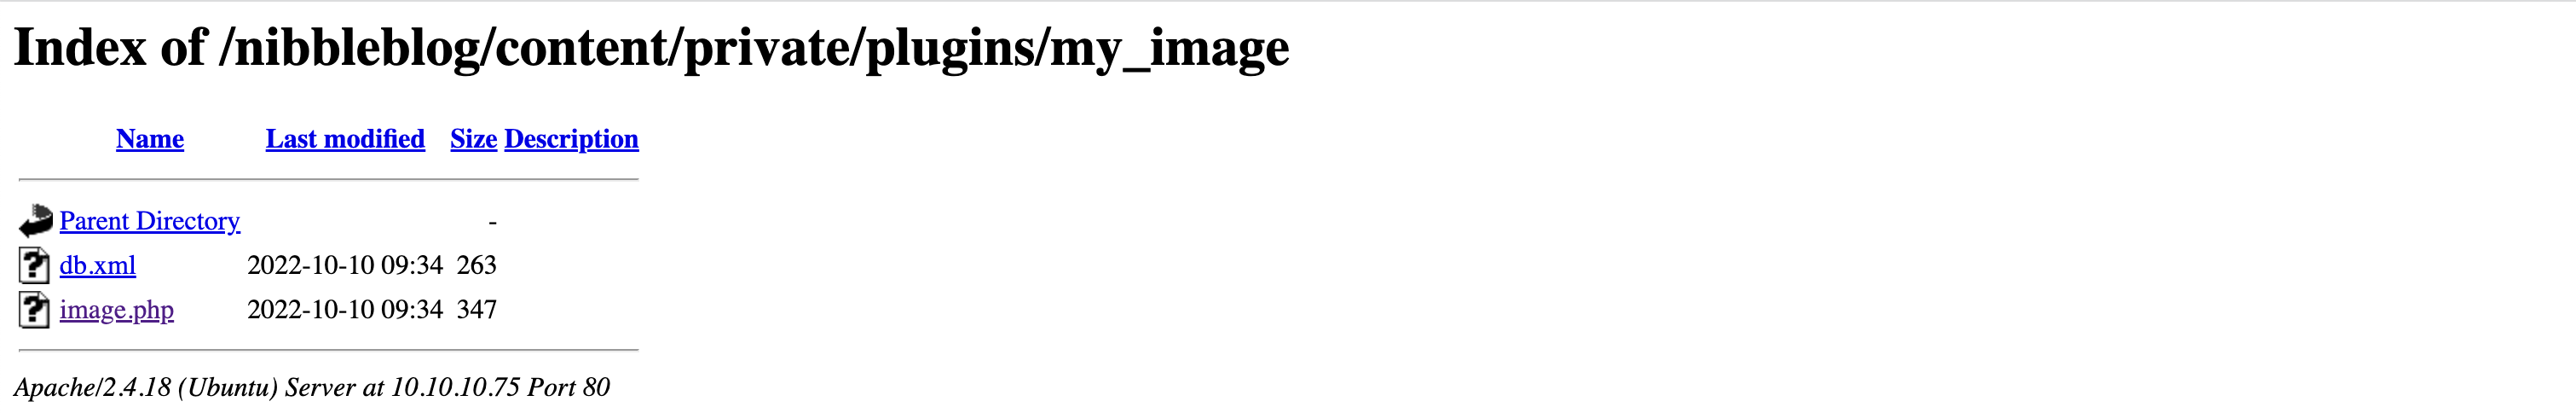 Index of /nibbleblog/content/private/plugins/my_image
Name Last modified Size Description
Parent Directory -
db.xml 2022-10-10 09:34 263
image.php 2022-10-10 09:34 347
Apache/2.4.18 (Ubuntu) Server at 10.10.10.75 Port 80